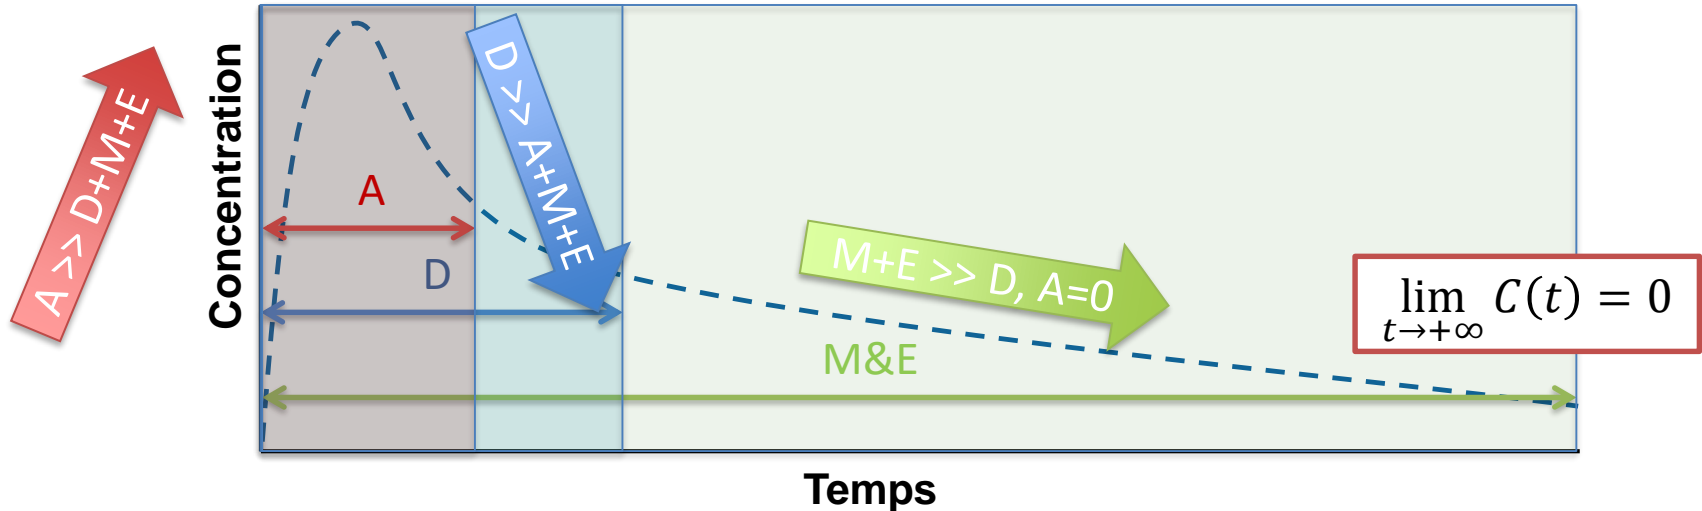 A >> D+M+E
Concentration
D >> A+M+E
A
D
M+E >> D, A=0
M&E
lim C(t) = 0
t→+∞
Temps